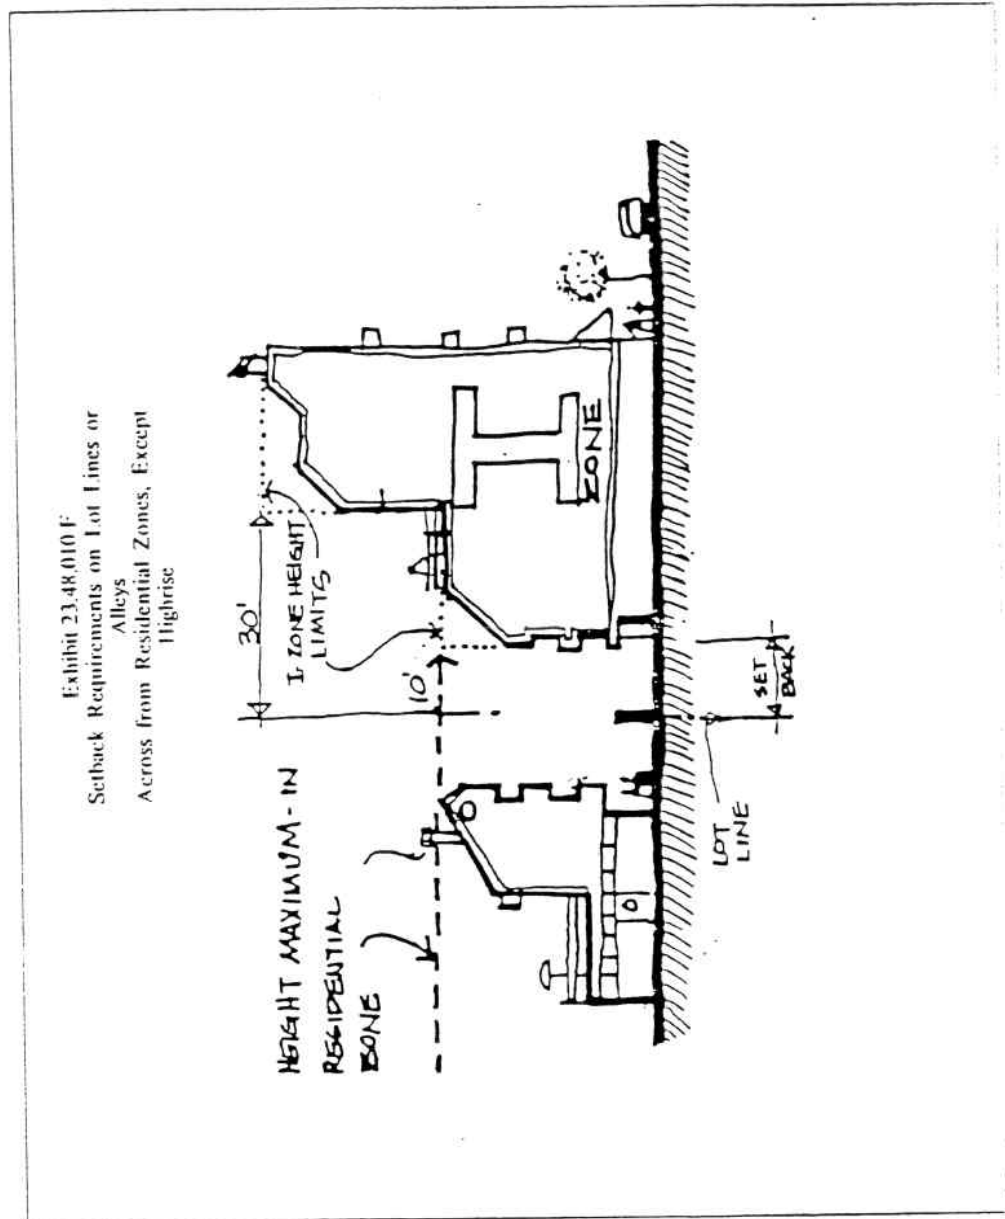 Exhibit 23.48.010 F
Setback Requirements on Lot Lines or
Alleys
Across from Residential Zones, Except
Highrise
HEIGHT MAXIMUM - IN
RESIDENTIAL
ZONE
30'
10'
I ZONE HEIGHT
LIMITS
I
ZONE
SET
BACK
LOT
LINE